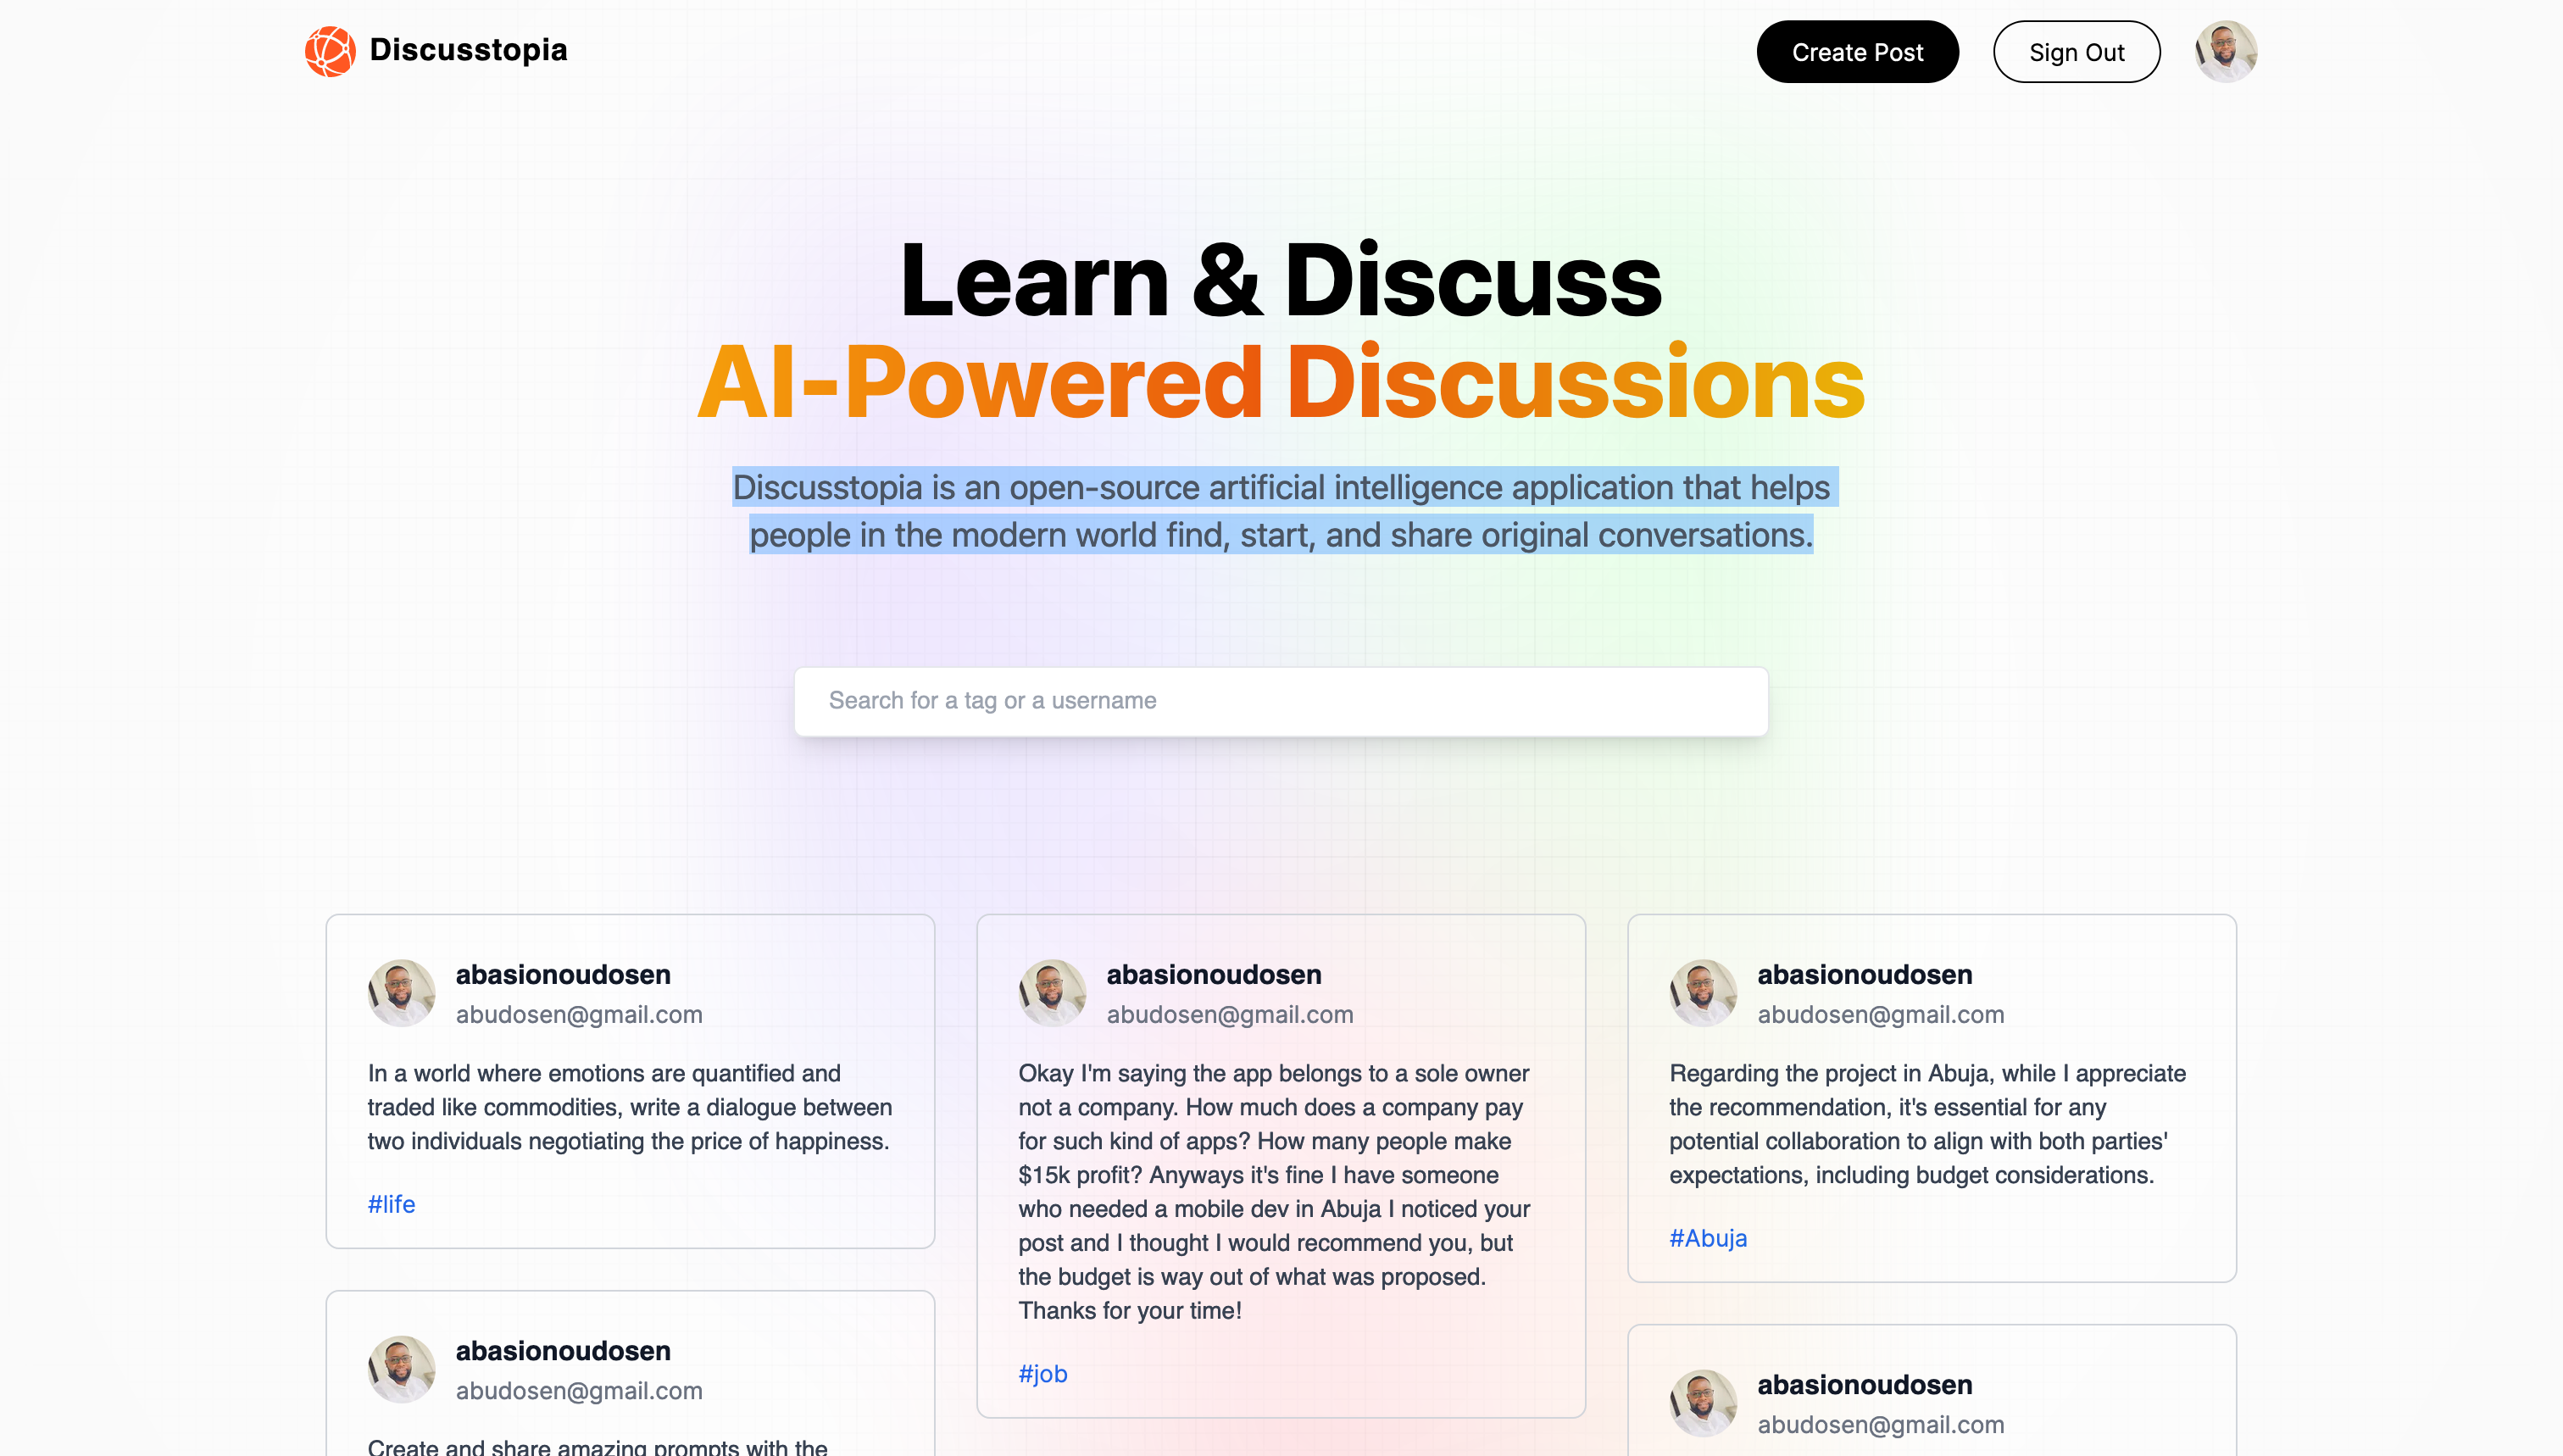 Discusstopia
Create Post
Sign Out
Learn & Discuss
AI-Powered Discussions
Discusstopia is an open-source artificial intelligence application that helps
people in the modern world find, start, and share original conversations.
Search for a tag or a username
abasionoudosen
abudosen@gmail.com
In a world where emotions are quantified and
traded like commodities, write a dialogue between
two individuals negotiating the price of happiness.
#life
abasionoudosen
abudosen@gmail.com
Create and share amazing prompts with the
abasionoudosen
abudosen@gmail.com
Okay I'm saying the app belongs to a sole owner
not a company. How much does a company pay
for such kind of apps? How many people make
$15k profit? Anyways it's fine I have someone
who needed a mobile dev in Abuja I noticed your
post and I thought I would recommend you, but
the budget is way out of what was proposed.
Thanks for your time!
#job
abasionoudosen
abudosen@gmail.com
Regarding the project in Abuja, while I appreciate
the recommendation, it's essential for any
potential collaboration to align with both parties'
expectations, including budget considerations.
#Abuja
abasionoudosen
abudosen@gmail.com